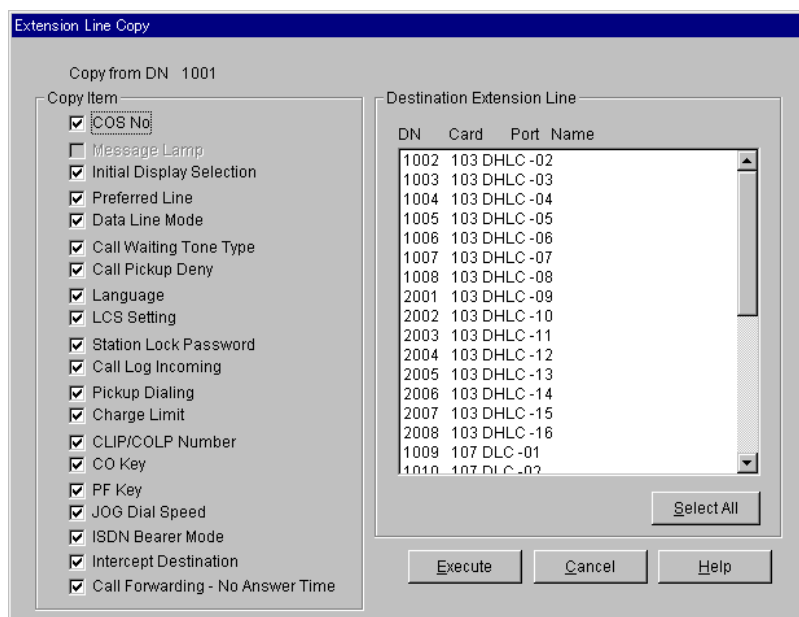 Extension Line Copy
Copy from DN 1001
Copy Item
COS No
Message Lamp
Initial Display Selection
Preferred Line
Data Line Mode
Call Waiting Tone Type
Call Pickup Deny
Language
LCS Setting
Station Lock Password
Call Log Incoming
Pickup Dialing
Charge Limit
CLIP/COLP Number
CO Key
PF Key
JOG Dial Speed
ISDN Bearer Mode
Intercept Destination
Call Forwarding - No Answer Time
Destination Extension Line
DN Card Port Name
1002 103 DHLC -02
1003 103 DHLC -03
1004 103 DHLC -04
1005 103 DHLC -05
1006 103 DHLC -06
1007 103 DHLC -07
1008 103 DHLC -08
2001 103 DHLC -09
2002 103 DHLC -10
2003 103 DHLC -11
2004 103 DHLC -12
2005 103 DHLC -13
2006 103 DHLC -14
2007 103 DHLC -15
2008 103 DHLC -16
1009 107 DLC -01
1010 107 DLC -02
Select All
Execute Cancel Help